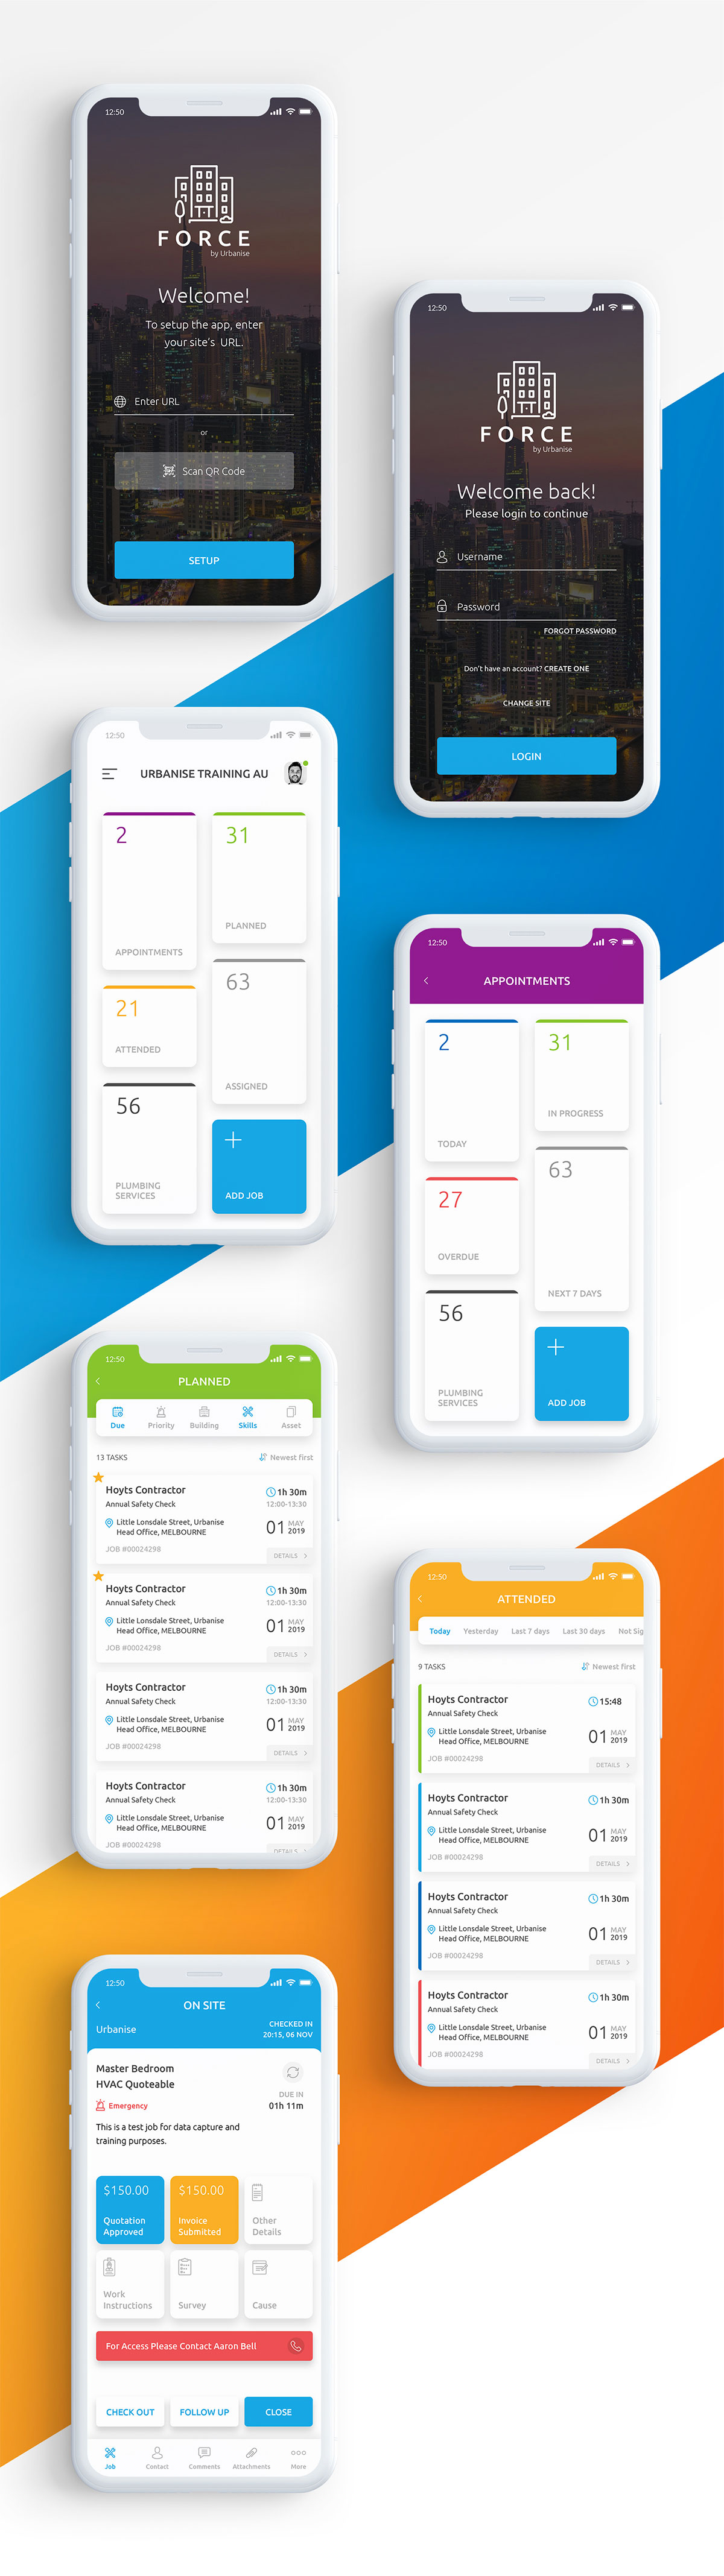 12:50
FORCE
by Urbanise
Welcome!
To setup the app, enter
your site's URL.
Enter URL
or
Scan QR Code
SETUP
12:50
FORCE
by Urbanise
Welcome back!
Please login to continue
Username
Password
FORGOT PASSWORD
Don't have an account? CREATE ONE
CHANGE SITE
LOGIN
12:50
URBANISE TRAINING AU
2
APPOINTMENTS
31
PLANNED
21
ATTENDED
63
ASSIGNED
56
PLUMBING
SERVICES
ADD JOB
12:50
APPOINTMENTS
2
TODAY
31
IN PROGRESS
27
OVERDUE
63
NEXT 7 DAYS
56
PLUMBING
SERVICES
ADD JOB
12:50
PLANNED
Due Priority Building Skills Asset
13 TASKS Newest first
Hoyts Contractor 1h 30m
Annual Safety Check 12:00-13:30
Little Lonsdale Street, Urbanise
Head Office, MELBOURNE
01 MAY
2019
JOB #00024298 DETAILS
Hoyts Contractor 1h 30m
Annual Safety Check 12:00-13:30
Little Lonsdale Street, Urbanise
Head Office, MELBOURNE
01 MAY
2019
JOB #00024298 DETAILS
Hoyts Contractor 1h 30m
Annual Safety Check 12:00-13:30
Little Lonsdale Street, Urbanise
Head Office, MELBOURNE
01 MAY
2019
JOB #00024298 DETAILS
Hoyts Contractor 1h 30m
Annual Safety Check 12:00-13:30
Little Lonsdale Street, Urbanise
Head Office, MELBOURNE
01 MAY
2019
JOB #00024298 DETAILS
12:50
ATTENDED
Today Yesterday Last 7 days Last 30 days Not Sig
9 TASKS Newest first
Hoyts Contractor 15:48
Annual Safety Check
Little Lonsdale Street, Urbanise
Head Office, MELBOURNE
01 MAY
2019
JOB #00024298 DETAILS
Hoyts Contractor 1h 30m
Annual Safety Check
Little Lonsdale Street, Urbanise
Head Office, MELBOURNE
01 MAY
2019
JOB #00024298 DETAILS
Hoyts Contractor 1h 30m
Annual Safety Check
Little Lonsdale Street, Urbanise
Head Office, MELBOURNE
01 MAY
2019
JOB #00024298 DETAILS
Hoyts Contractor 1h 30m
Annual Safety Check
Little Lonsdale Street, Urbanise
Head Office, MELBOURNE
01 MAY
2019
JOB #00024298 DETAILS
12:50
ON SITE
Urbanise
CHECKED IN
20:15, 06 NOV
Master Bedroom
HVAC Quoteable
Emergency
DUE IN
01h 11m
This is a test job for data capture and
training purposes.
$150.00
Quotation
Approved
$150.00
Invoice
Submitted
Other
Details
Work
Instructions
Survey
Cause
For Access Please Contact Aaron Bell
CHECK OUT FOLLOW UP CLOSE
Job Contact Comments Attachments More